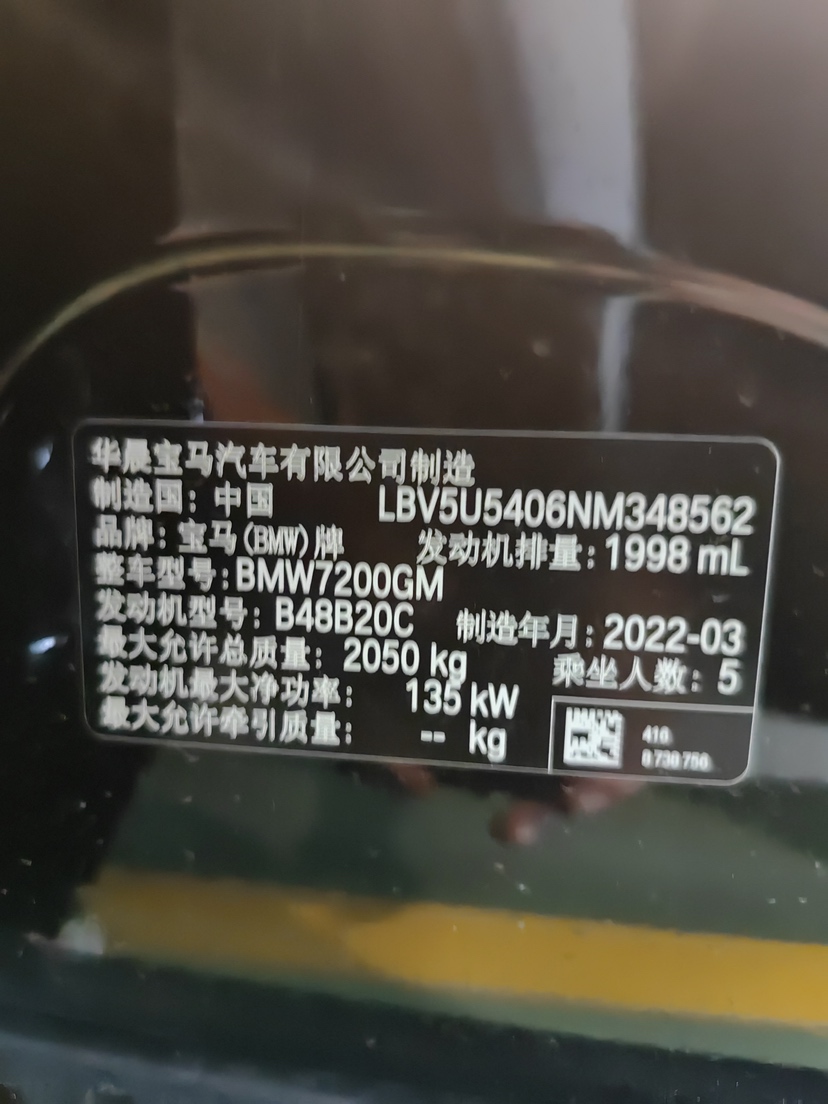 华晨宝马汽车有限公司制造
制造国：中国 LBV5U5406NM348562
品牌：宝马(BMW)牌 发动机排量：1998 mL
整车型号：BMW7200GM
发动机型号：B48B20C 制造年月：2022-03
最大允许总质量：2050 kg 乘坐人数：5
发动机最大净功率：135 kW
最大允许牵引质量：-- kg
410
8 730 750